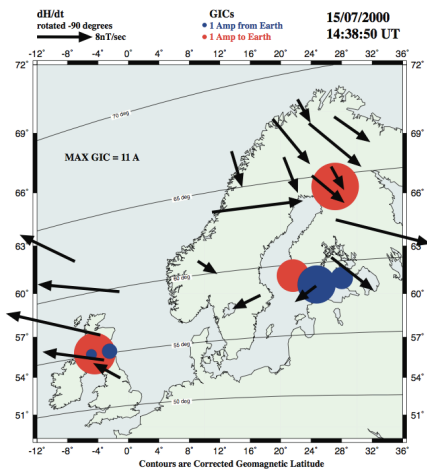 dH/dt GICs 15/07/2000
rotated -90 degrees 1 Amp from Earth 14:38:50 UT
8nT/sec 1 Amp to Earth
-12° -8° -4° 0° 4° 8° 12° 16° 20° 24° 28° 32° 36°
72° 72°
70 deg
69° 69°
MAX GIC = 11 A
66° 66°
65 deg
63° 63°
60 deg
60° 60°
57° 57°
55 deg
54° 54°
50 deg
51° 51°
-12° -8° -4° 0° 4° 8° 12° 16° 20° 24° 28° 32° 36°
Contours are Corrected Geomagnetic Latitude